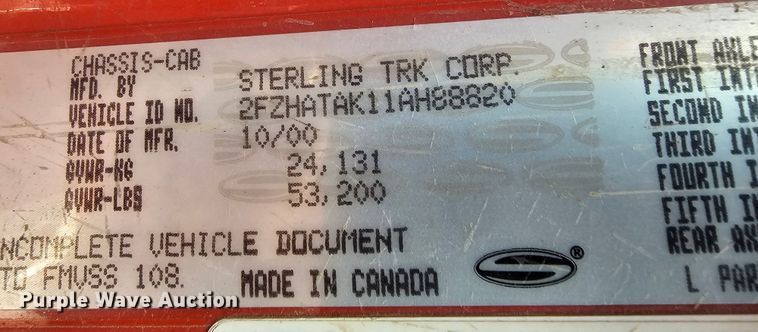 CHASSIS-CAB
MFD. BY STERLING TRK CORP.
VEHICLE ID NO. 2FZHATAK11AH88820
DATE OF MFR. 10/00
GVWR-KG 24,131
GVWR-LBS 53,200
NCOMPLETE VEHICLE DOCUMENT
TO FMVSS 108. MADE IN CANADA ®
FRONT AXLE
FIRST INT
SECOND IN
THIRD INT
FOURTH I
FIFTH IN
REAR AX
L PAR
Purple Wave Auction